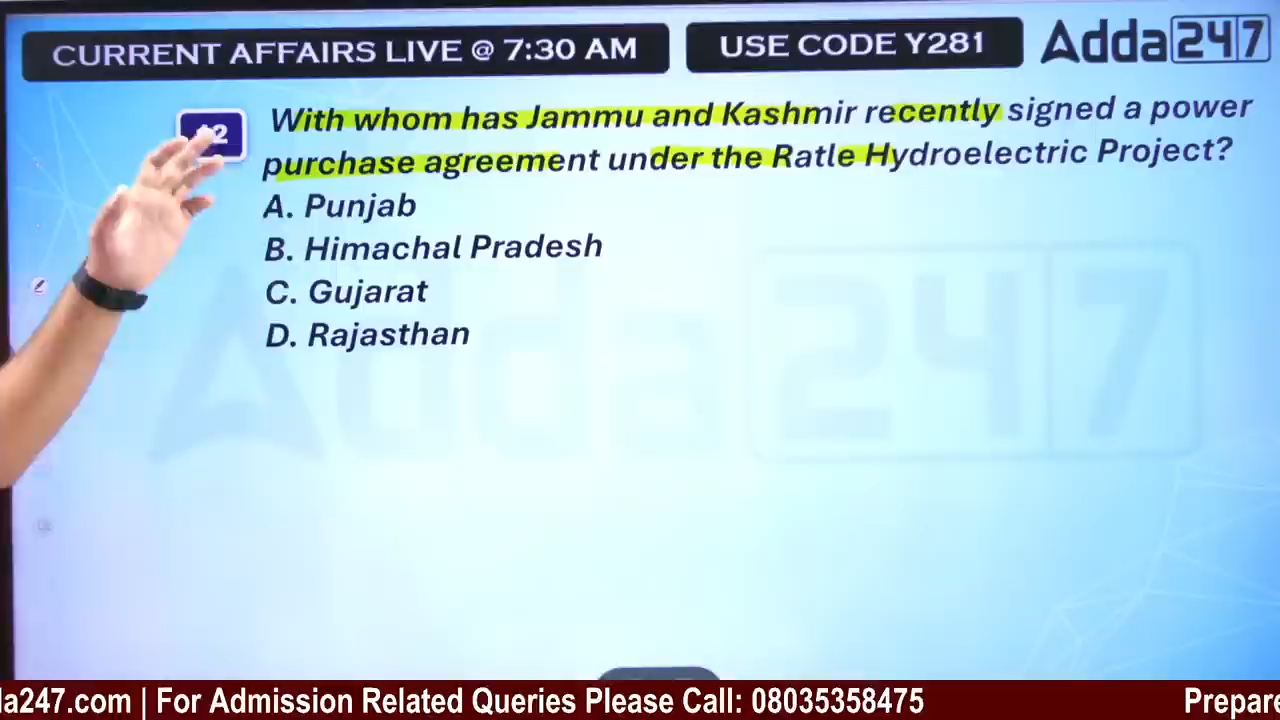 CURRENT AFFAIRS LIVE @ 7:30 AM
USE CODE Y281
Adda247
With whom has Jammu and Kashmir recently signed a power
purchase agreement under the Ratle Hydroelectric Project?
A. Punjab
B. Himachal Pradesh
C. Gujarat
D. Rajasthan
Adda247
da247.com | For Admission Related Queries Please Call: 08035358475
Prepare